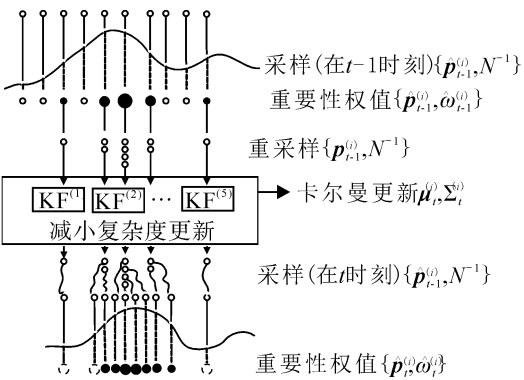 采样(在t-1时刻){p̂_{t-1}^{(i)},N^{-1}}
重要性权值{p̂_{t-1}^{(i)},ω̂_{t-1}^{(i)}}
重采样{p_{t-1}^{(i)},N^{-1}}
KF^{(1} KF^{(2)} … KF^{(5)}
卡尔曼更新μ_t^{(i)},Σ_t^{(i)}
减小复杂度更新
采样(在t时刻){p̂_{t-1}^{(i)},N^{-1}}
重要性权值{p̂_t^{(i)},ω̂_t^{(i)}}